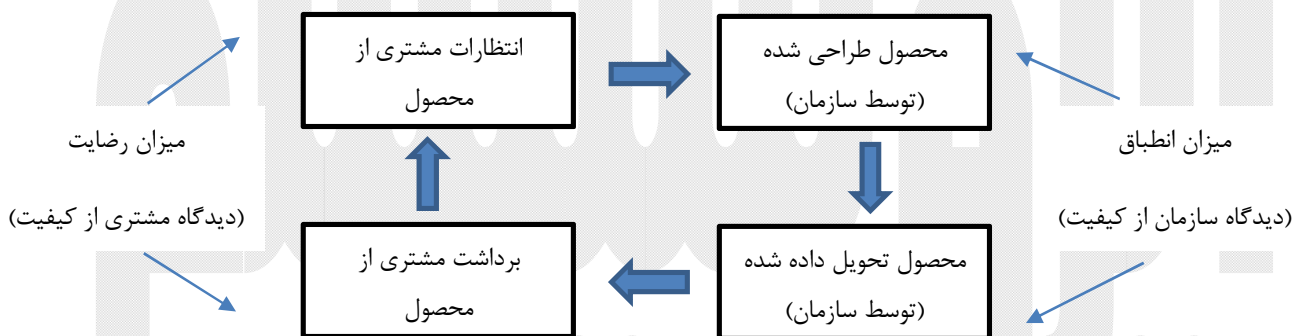 انتظارات مشتری از
محصول
محصول طراحی شده
(توسط سازمان)
میزان رضایت
(دیدگاه مشتری از کیفیت)
میزان انطباق
(دیدگاه سازمان از کیفیت)
برداشت مشتری از
محصول
محصول تحویل داده شده
(توسط سازمان)